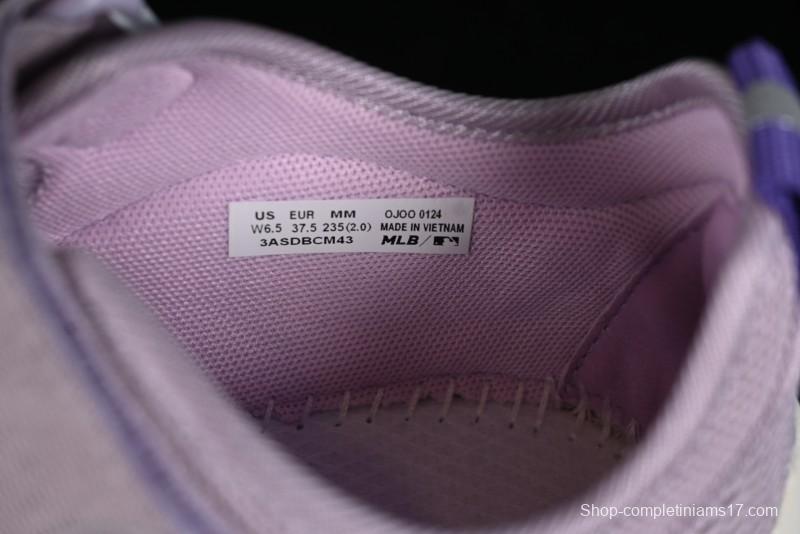 US EUR MM OJOO 0124
W6.5 37.5 235(2.0) MADE IN VIETNAM
3ASDBCM43 MLB
Shop-completiniams17.com